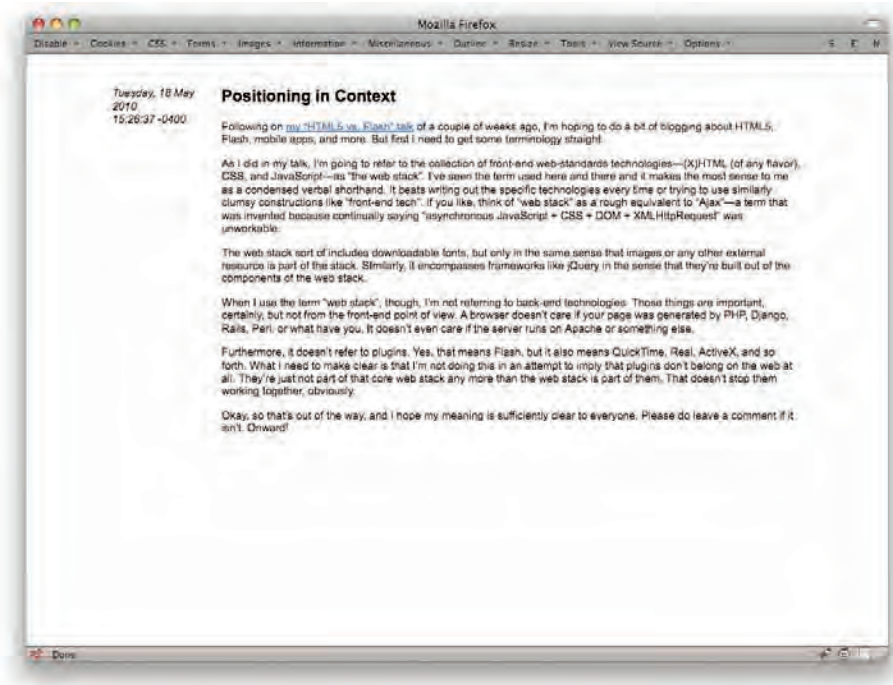 Mozilla Firefox
Disable Cookies CSS Forms Images Information Miscellaneous Outline Resize Tools View Source Options
Tuesday, 18 May
2010
15:26:37 -0400
Positioning in Context
Following on my "HTML5 vs. Flash" talk of a couple of weeks ago, I'm hoping to do a bit of blogging about HTML5,
Flash, mobile apps, and more. But first I need to get some terminology straight.
As I did in my talk, I'm going to refer to the collection of front-end web-standards technologies—(X)HTML (of any flavor),
CSS, and JavaScript—as "the web stack". I've seen the term used here and there and it makes the most sense to me
as a condensed verbal shorthand. It beats writing out the specific technologies every time or trying to use similarly
clumsy constructions like "front-end tech". If you like, think of "web stack" as a rough equivalent to "Ajax"—a term that
was invented because continually saying "asynchronous JavaScript + CSS + DOM + XMLHttpRequest" was
unworkable.
The web stack sort of includes downloadable fonts, but only in the same sense that images or any other external
resource is part of the stack. Similarly, it encompasses frameworks like jQuery in the sense that they're built out of the
components of the web stack.
When I use the term "web stack", though, I'm not referring to back-end technologies. Those things are important,
certainly, but not from the front-end point of view. A browser doesn't care if your page was generated by PHP, Django,
Rails, Perl, or what have you. It doesn't even care if the server runs on Apache or something else.
Furthermore, it doesn't refer to plugins. Yes, that means Flash, but it also means QuickTime, Real, ActiveX, and so
forth. What I need to make clear is that I'm not doing this in an attempt to imply that plugins don't belong on the web at
all. They're just not part of that core web stack any more than the web stack is part of them. That doesn't stop them
working together, obviously.
Okay, so that's out of the way, and I hope my meaning is sufficiently clear to everyone. Please do leave a comment if it
isn't. Onward!
Done